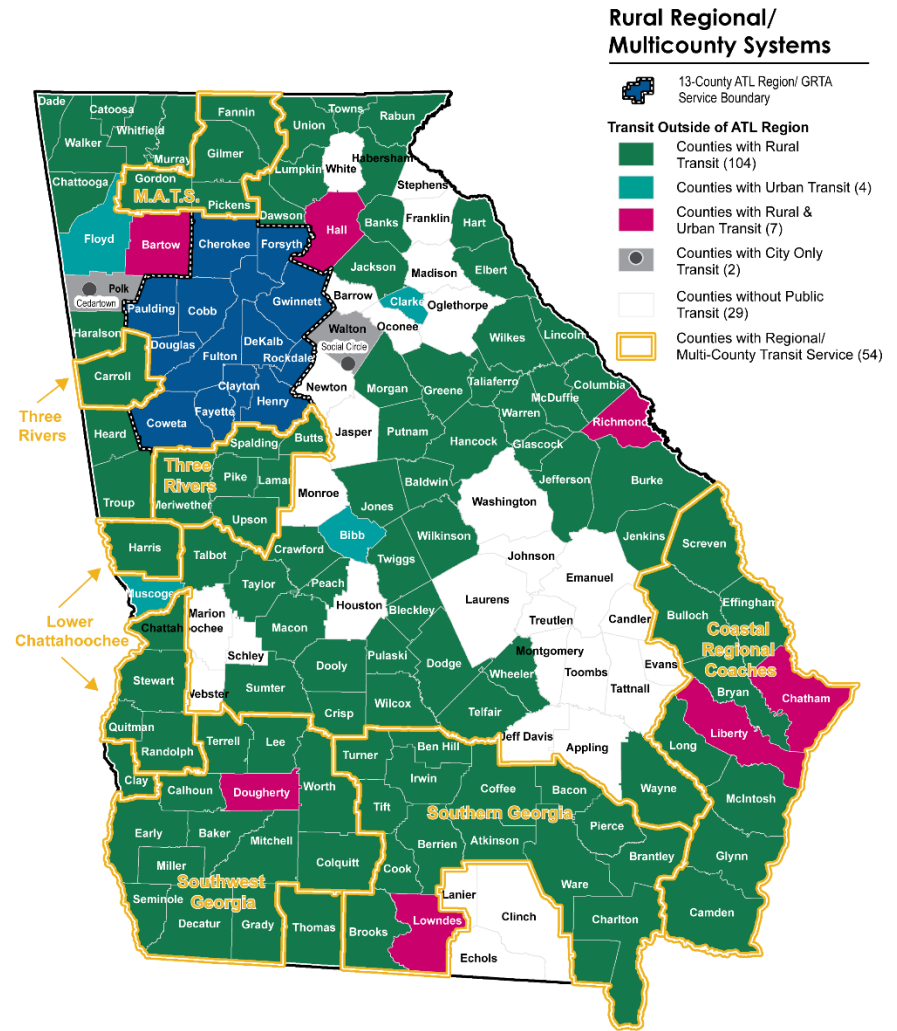 Rural Regional/
Multicounty Systems
13-County ATL Region/ GRTA
Service Boundary
Transit Outside of ATL Region
Counties with Rural
Transit (104)
Counties with Urban Transit (4)
Counties with Rural &
Urban Transit (7)
Counties with City Only
Transit (2)
Counties without Public
Transit (29)
Counties with Regional/
Multi-County Transit Service (54)
Dade
Catoosa
Whitfield
Walker
Murray
Fannin
Gilmer
Union
Towns
Rabun
Lumpkin
White
Habersham
Stephens
Chattooga
Gordon
M.A.T.S.
Pickens
Dawson
Hall
Banks
Franklin
Hart
Floyd
Bartow
Cherokee
Forsyth
Jackson
Madison
Elbert
Polk
Cedartown
Paulding
Cobb
Gwinnett
Barrow
Clarke
Oglethorpe
Oconee
Walton
Social Circle
Haralson
Douglas
DeKalb
Fulton
Rockdale
Wilkes
Lincoln
Carroll
Clayton
Newton
Morgan
Greene
Taliaferro
Columbia
McDuffie
Three
Rivers
Coweta
Fayette
Henry
Warren
Richmond
Heard
Spalding
Butts
Jasper
Putnam
Hancock
Glascock
Three
Rivers
Pike
Lamar
Meriwether
Upson
Troup
Monroe
Jones
Baldwin
Washington
Jefferson
Burke
Harris
Talbot
Crawford
Bibb
Twiggs
Wilkinson
Johnson
Jenkins
Screven
Muscogee
Taylor
Peach
Emanuel
Lower
Chattahoochee
Marion
Chattahoochee
Macon
Houston
Bleckley
Laurens
Treutlen
Candler
Bulloch
Effingham
Coastal
Regional
Coaches
Schley
Stewart
Webster
Sumter
Dooly
Pulaski
Dodge
Montgomery
Wheeler
Toombs
Evans
Tattnall
Bryan
Chatham
Quitman
Crisp
Wilcox
Telfair
Liberty
Randolph
Terrell
Lee
Turner
Ben Hill
Jeff Davis
Appling
Long
Clay
Calhoun
Dougherty
Worth
Irwin
Coffee
Bacon
Wayne
McIntosh
Tift
Southern Georgia
Pierce
Early
Baker
Mitchell
Berrien
Atkinson
Brantley
Glynn
Miller
Colquitt
Cook
Ware
Southwest
Georgia
Seminole
Decatur
Grady
Thomas
Brooks
Lowndes
Lanier
Clinch
Charlton
Camden
Echols